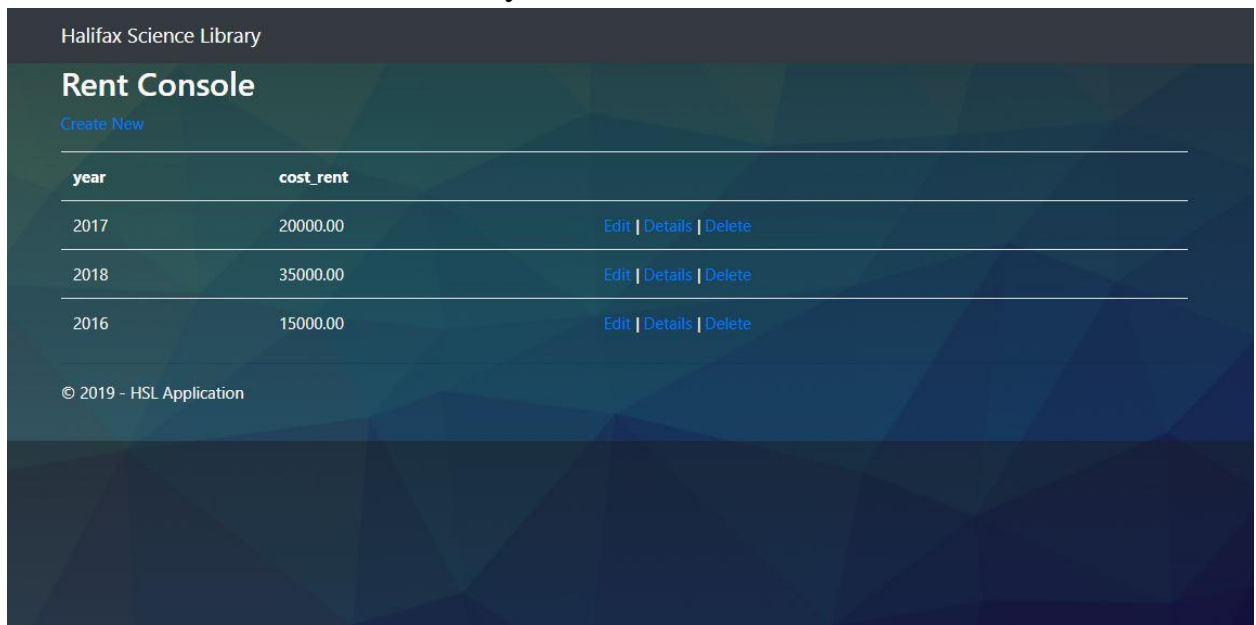 Halifax Science Library
Rent Console
Create New
year cost_rent
2017 20000.00 Edit | Details | Delete
2018 35000.00 Edit | Details | Delete
2016 15000.00 Edit | Details | Delete
© 2019 - HSL Application